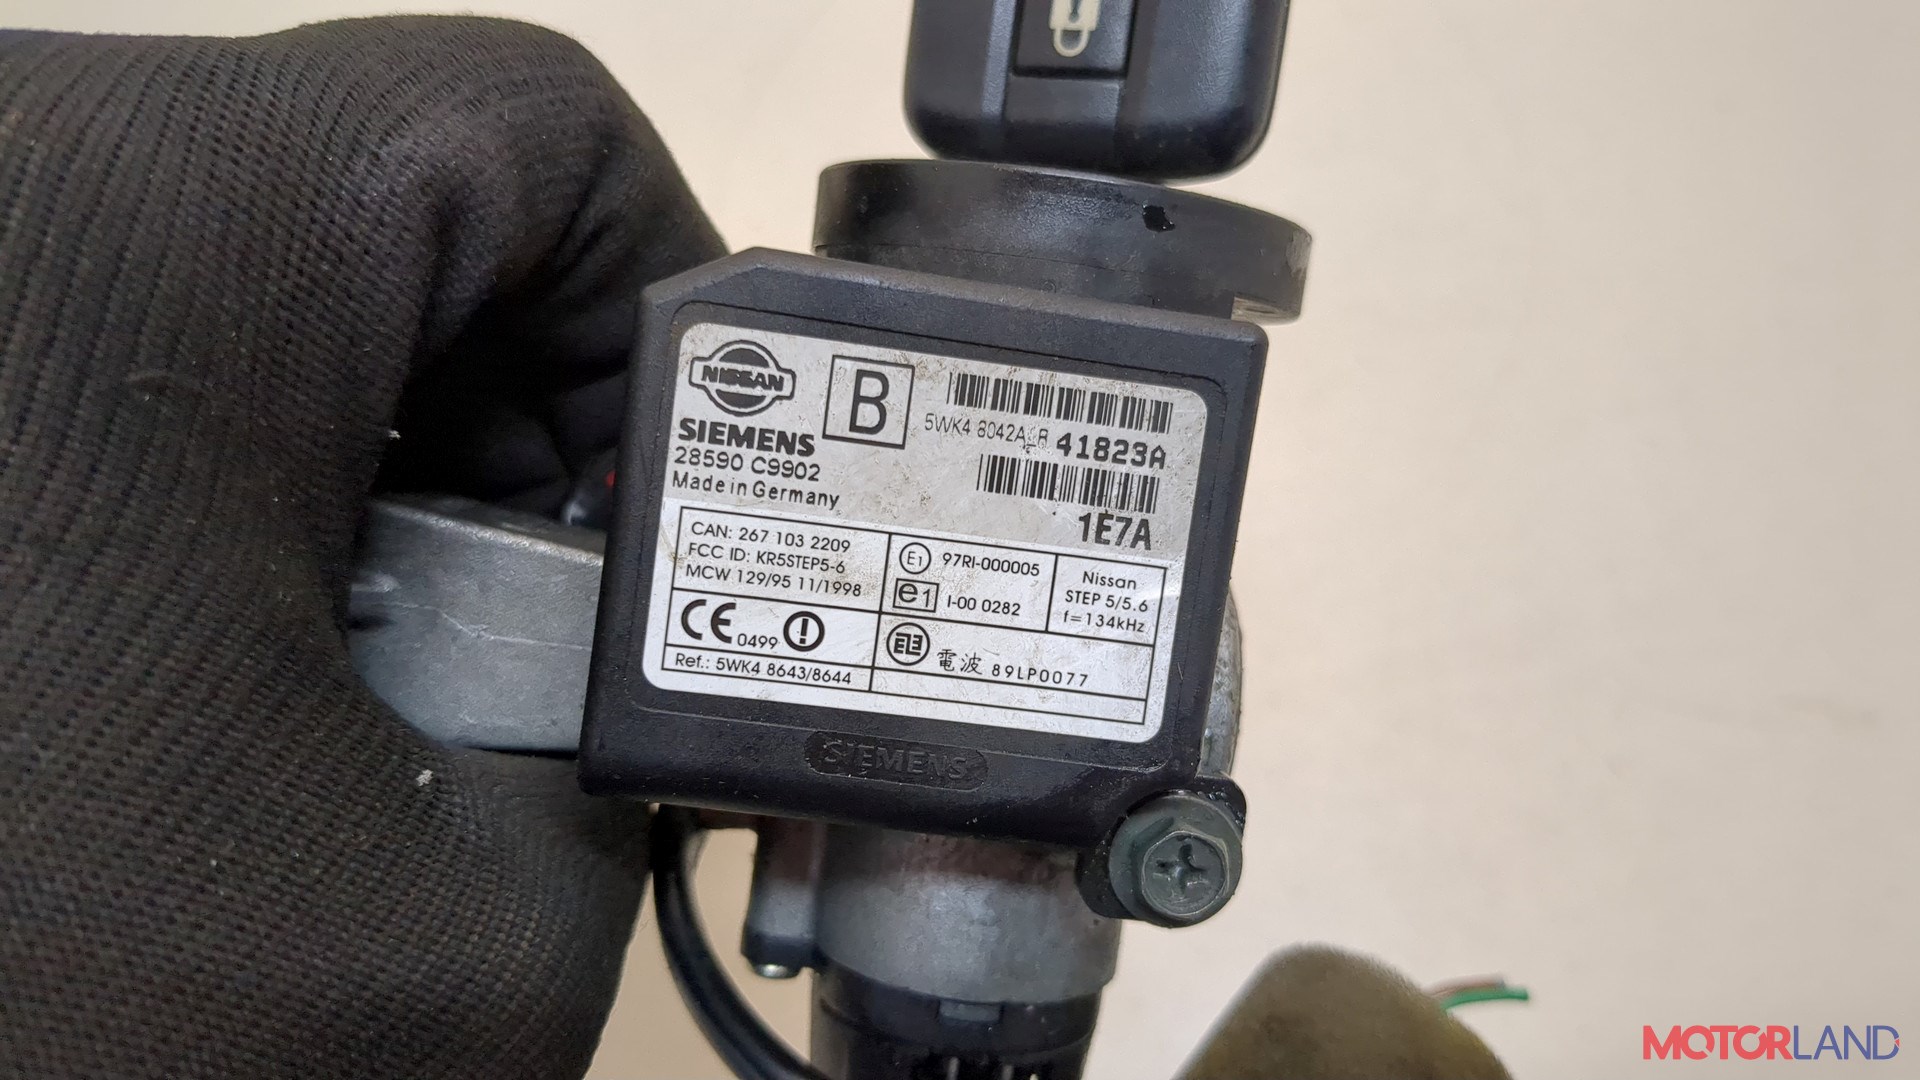 NISSAN
B
5WK4 8042A_B 41823A
SIEMENS
28590 C9902
Made in Germany
1E7A
CAN: 267 103 2209
FCC ID: KR5STEP5-6
MCW 129/95 11/1998
E1 97RI-000005
e1 I-00 0282
Nissan
STEP 5/5.6
f=134kHz
CE 0499
電波 89LP0077
Ref.: 5WK4 8643/8644
SIEMENS
MOTORLAND